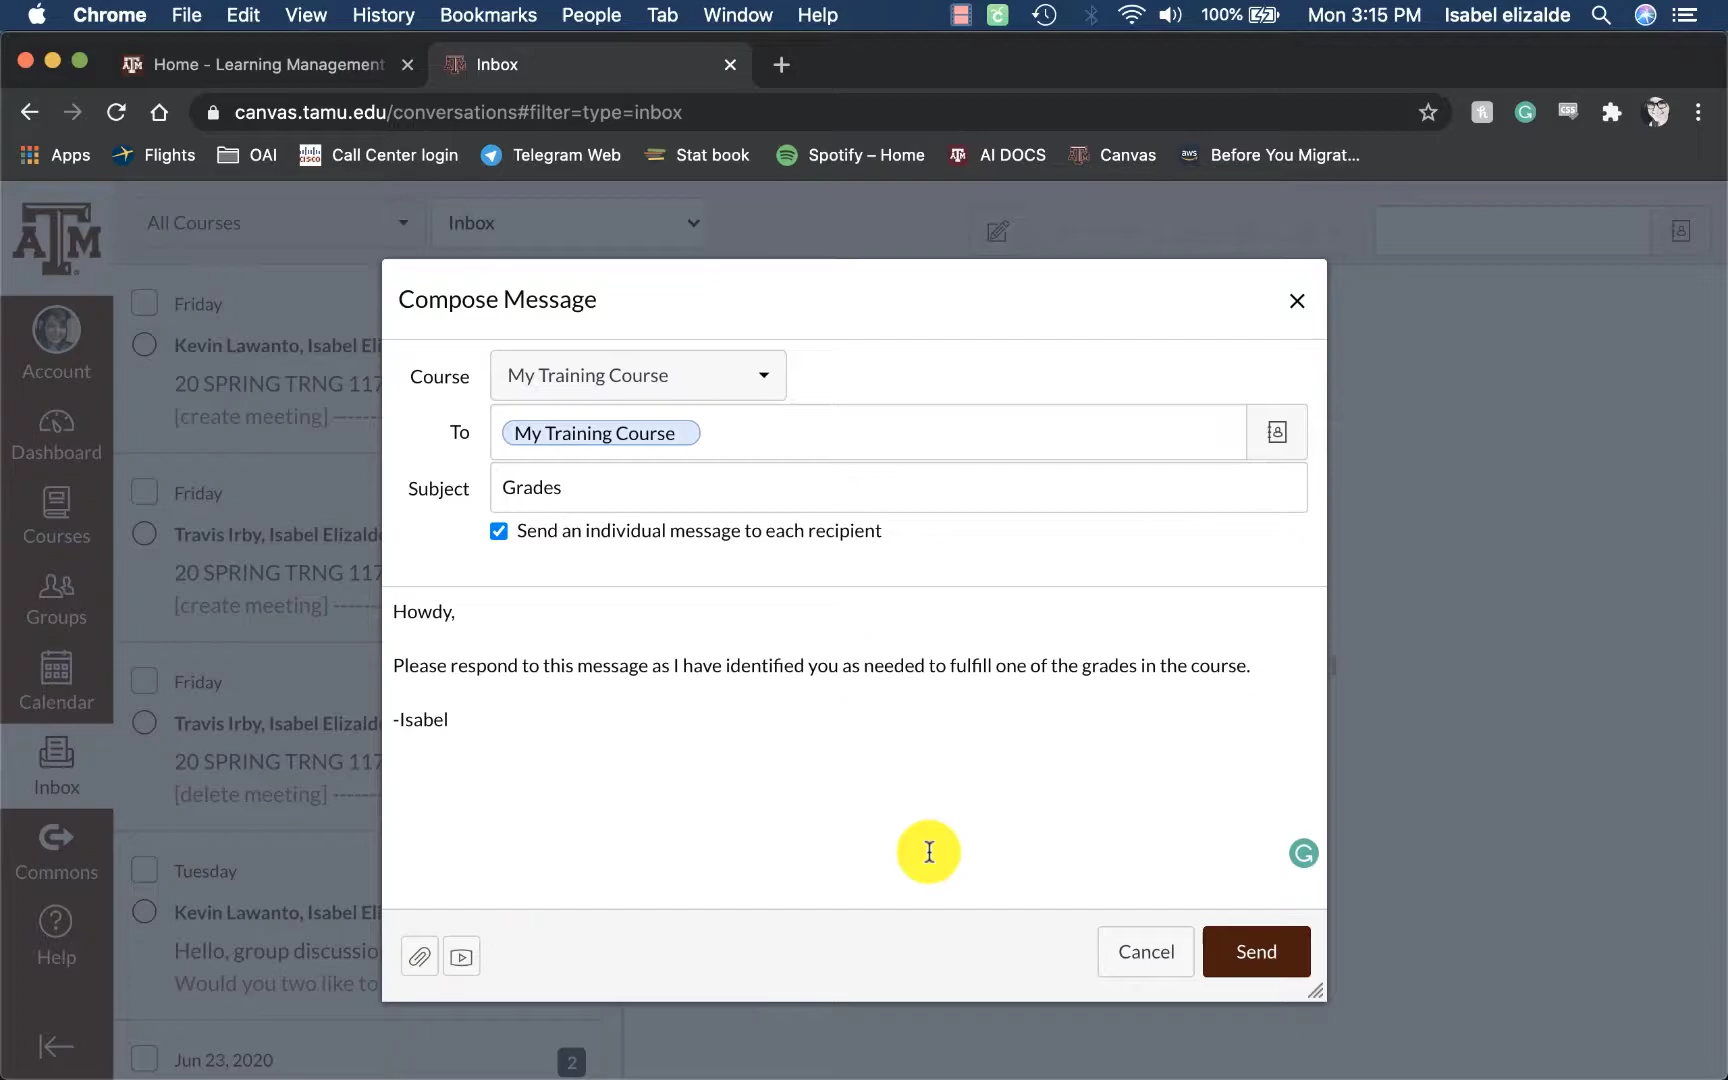 Chrome File Edit View History Bookmarks People Tab Window Help 100% Mon 3:15 PM Isabel elizalde
Home - Learning Management
Inbox
canvas.tamu.edu/conversations#filter=type=inbox
Apps Flights OAI Call Center login Telegram Web Stat book Spotify – Home AI DOCS Canvas Before You Migrat...
All Courses Inbox
Compose Message
Course My Training Course
To My Training Course
Subject Grades
Send an individual message to each recipient
Howdy,
Please respond to this message as I have identified you as needed to fulfill one of the grades in the course.
-Isabel
Cancel Send
ATM
Account
Dashboard
Courses
Groups
Calendar
Inbox
Commons
Help
Friday
Kevin Lawanto, Isabel Eli
20 SPRING TRNG 117
[create meeting] ------
Friday
Travis Irby, Isabel Elizald
20 SPRING TRNG 117
[create meeting] ------
Friday
Travis Irby, Isabel Elizald
20 SPRING TRNG 117
[delete meeting] ------
Tuesday
Kevin Lawanto, Isabel Eli
Hello, group discussio
Would you two like to
Jun 23, 2020 2